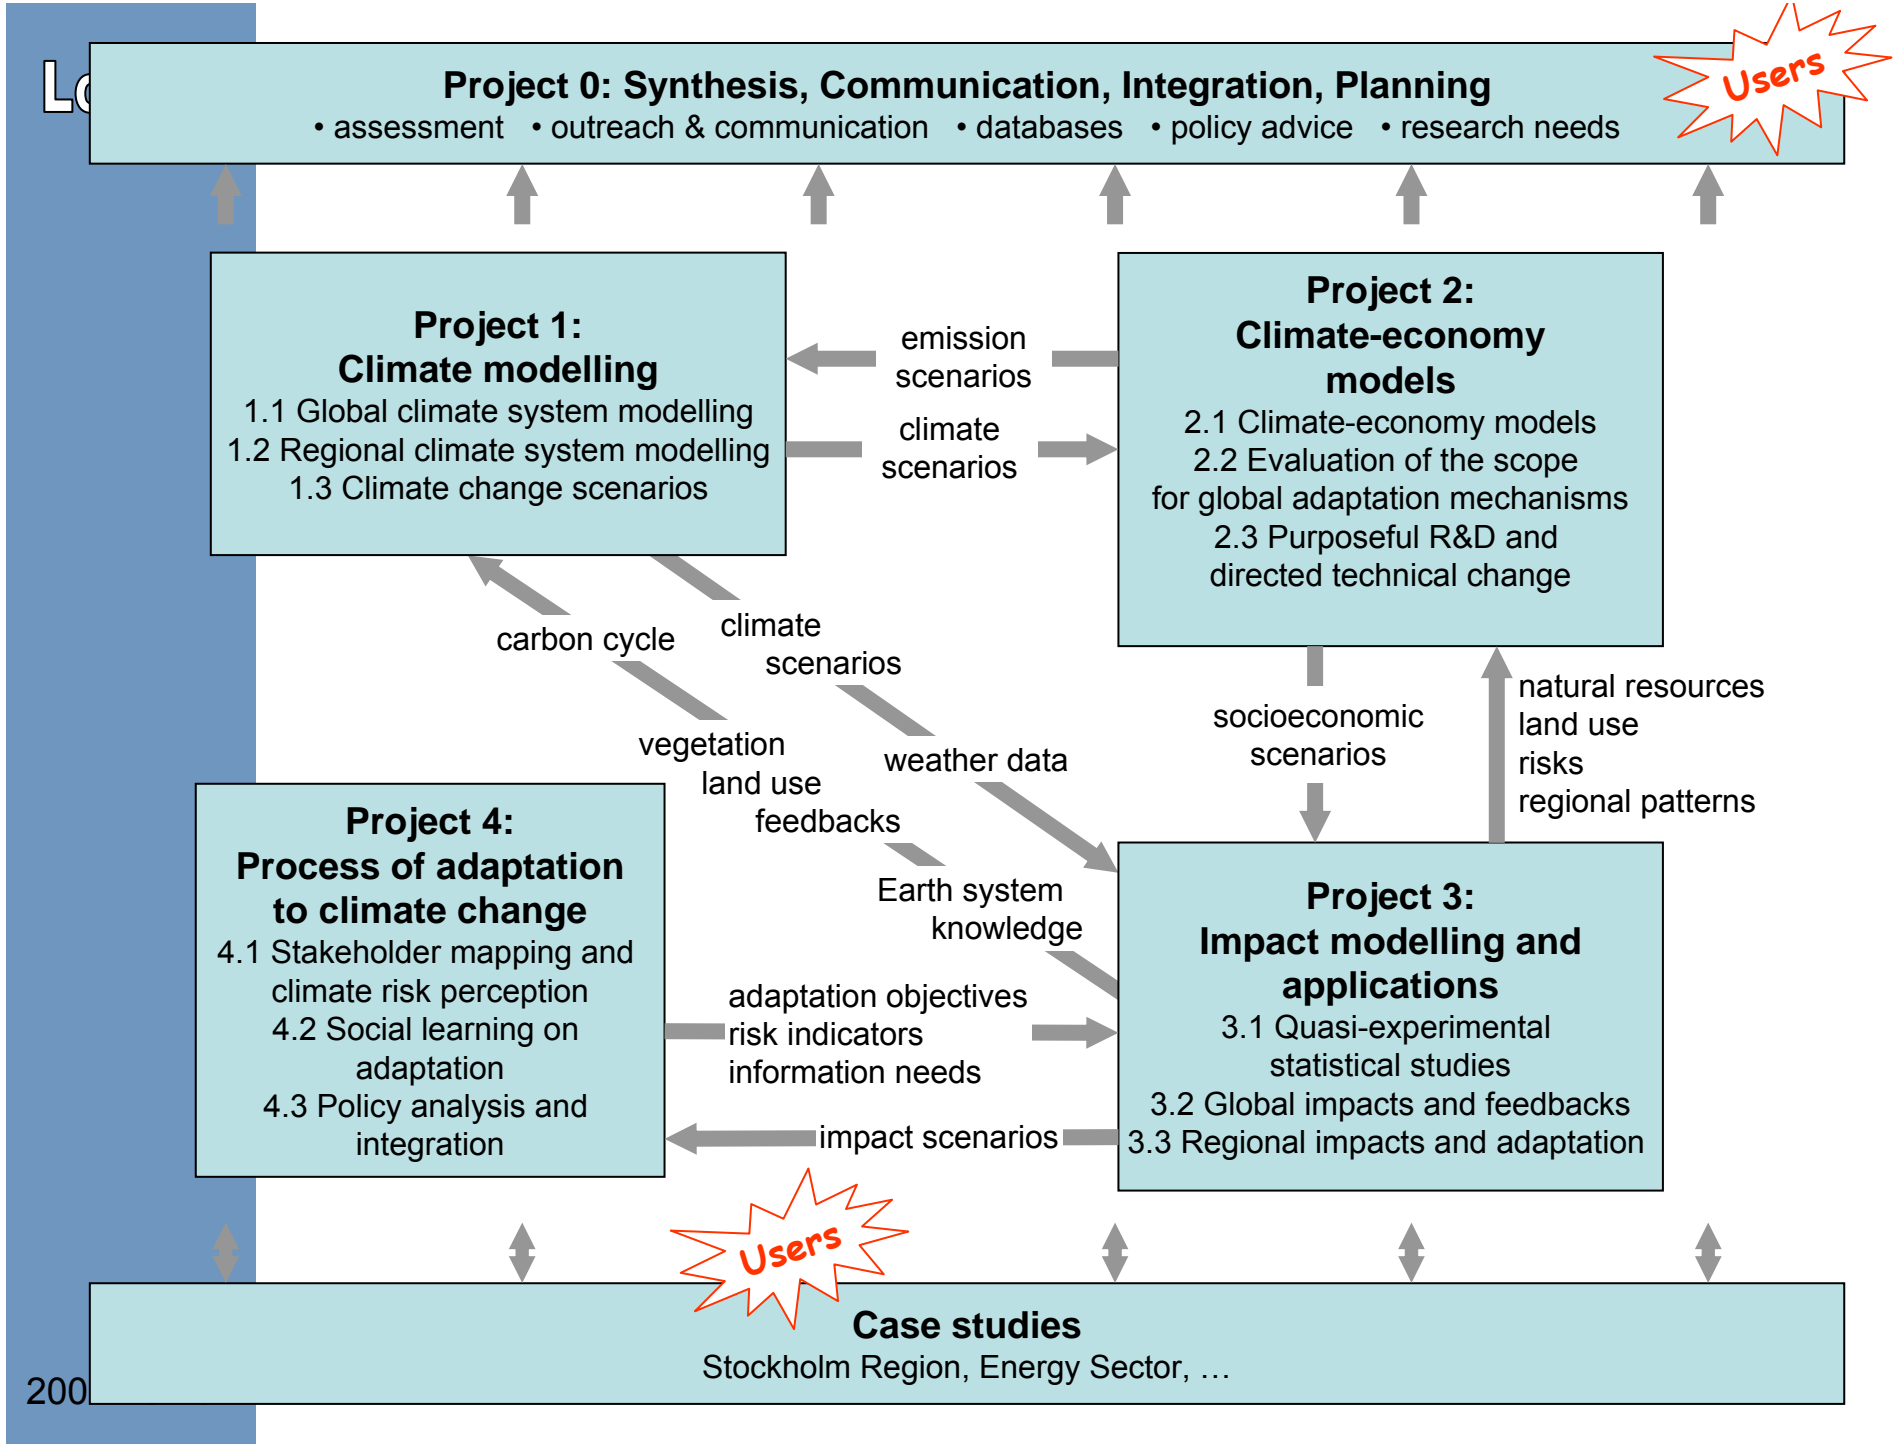 Project 0: Synthesis, Communication, Integration, Planning
• assessment • outreach & communication • databases • policy advice • research needs
Users
Project 1:
Climate modelling
1.1 Global climate system modelling
1.2 Regional climate system modelling
1.3 Climate change scenarios
emission
scenarios
climate
scenarios
Project 2:
Climate-economy
models
2.1 Climate-economy models
2.2 Evaluation of the scope
for global adaptation mechanisms
2.3 Purposeful R&D and
directed technical change
carbon cycle
climate
scenarios
vegetation
land use
feedbacks
weather data
Earth system
knowledge
socioeconomic
scenarios
natural resources
land use
risks
regional patterns
Project 4:
Process of adaptation
to climate change
4.1 Stakeholder mapping and
climate risk perception
4.2 Social learning on
adaptation
4.3 Policy analysis and
integration
adaptation objectives
risk indicators
information needs
impact scenarios
Project 3:
Impact modelling and
applications
3.1 Quasi-experimental
statistical studies
3.2 Global impacts and feedbacks
3.3 Regional impacts and adaptation
Users
Case studies
Stockholm Region, Energy Sector, …
200